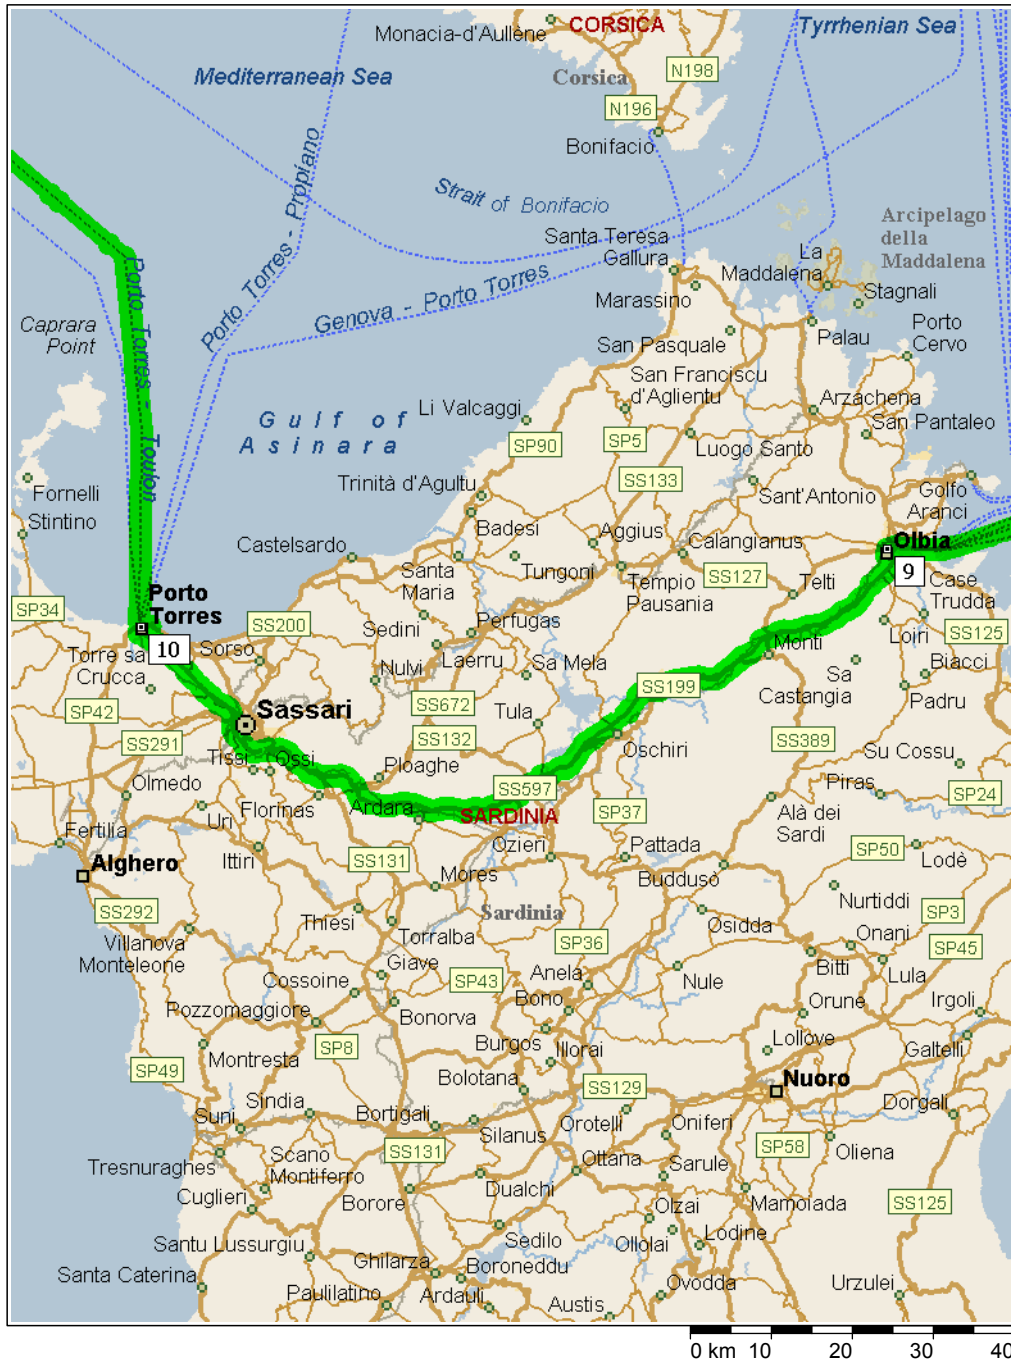 Monacia-d'Aullène
CORSICA
Tyrrhenian Sea
Mediterranean Sea
Corsica
N198
N196
Bonifacio
Porto Torres - Propiano
Strait of Bonifacio
Santa Teresa
Gallura
La
Maddalena
Arcipelago
della
Maddalena
Marassino
Stagnali
Genova - Porto Torres
Porto Torres - Toulon
Caprara
Point
San Pasquale
Palau
Porto
Cervo
San Franciscu
d'Aglientu
Arzachena
Li Valcaggi
Gulf of
Asinara
SP90
SP5
Luogo Santo
San Pantaleo
Fornelli
Stintino
Trinità d'Agultu
SS133
Sant'Antonio
Golfo
Aranci
Badesi
Aggius
Calangianus
Olbia
9
Castelsardo
Santa
Maria
Tungoni
Tempio
Pausania
SS127
Telti
Case
Trudda
SP34
Porto
Torres
10
SS200
Sorso
Sedini
Perfugas
Loiri
SS125
Torre sa
Crucca
Nulvi
Laerru
Sa Mela
Monti
Biacci
SP42
Sassari
SS672
SS199
Sa
Castangia
Padru
SS291
SS132
Tula
Oschiri
SS389
Su Cossu
Tissi
Ossi
Ploaghe
Olmedo
SS597
Piras
SP24
Florinas
Ardara
SARDINIA
SP37
Alà dei
Sardi
Uri
Fertilia
Ittiri
Ozieri
Pattada
SP50
Lodè
Alghero
SS131
Mores
Buddusò
SS292
Thiesi
Sardinia
Nurtiddi
SP3
Villanova
Monteleone
Torralba
Osidda
Onani
SP45
Giave
SP36
Bitti
Lula
Cossoine
SP43
Anela
Nule
Pozzomaggiore
Bonorva
Bono
Orune
Irgoli
Montresta
SP8
Burgos
Illorai
Lollove
Galtelli
SP49
Bolotana
SS129
Nuoro
Suni
Sindia
Bortigali
Silanus
Orotelli
Oniferi
Dorgali
SP58
Oliena
Tresnuraghes
Scano
Montiferro
SS131
Ottana
Sarule
Cuglieri
Borore
Dualchi
Mamoiada
SS125
Olzai
Santu Lussurgiu
Sedilo
Ollolai
Lodine
Santa Caterina
Ghilarza
Boroneddu
Ovodda
Urzulei
Paulilatino
Ardauli
Austis
0 km 10 20 30 40